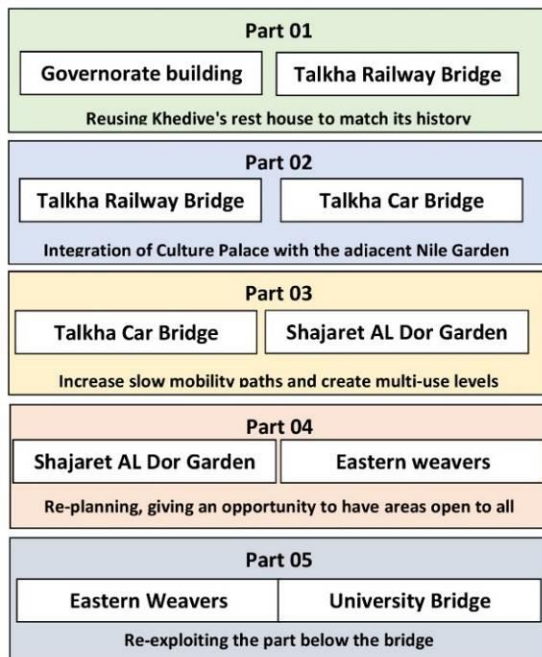 Part 01
Governorate building Talkha Railway Bridge
Reusing Khedive's rest house to match its history
Part 02
Talkha Railway Bridge Talkha Car Bridge
Integration of Culture Palace with the adjacent Nile Garden
Part 03
Talkha Car Bridge Shajaret AL Dor Garden
Increase slow mobility paths and create multi-use levels
Part 04
Shajaret AL Dor Garden Eastern weavers
Re-planning, giving an opportunity to have areas open to all
Part 05
Eastern Weavers University Bridge
Re-exploiting the part below the bridge